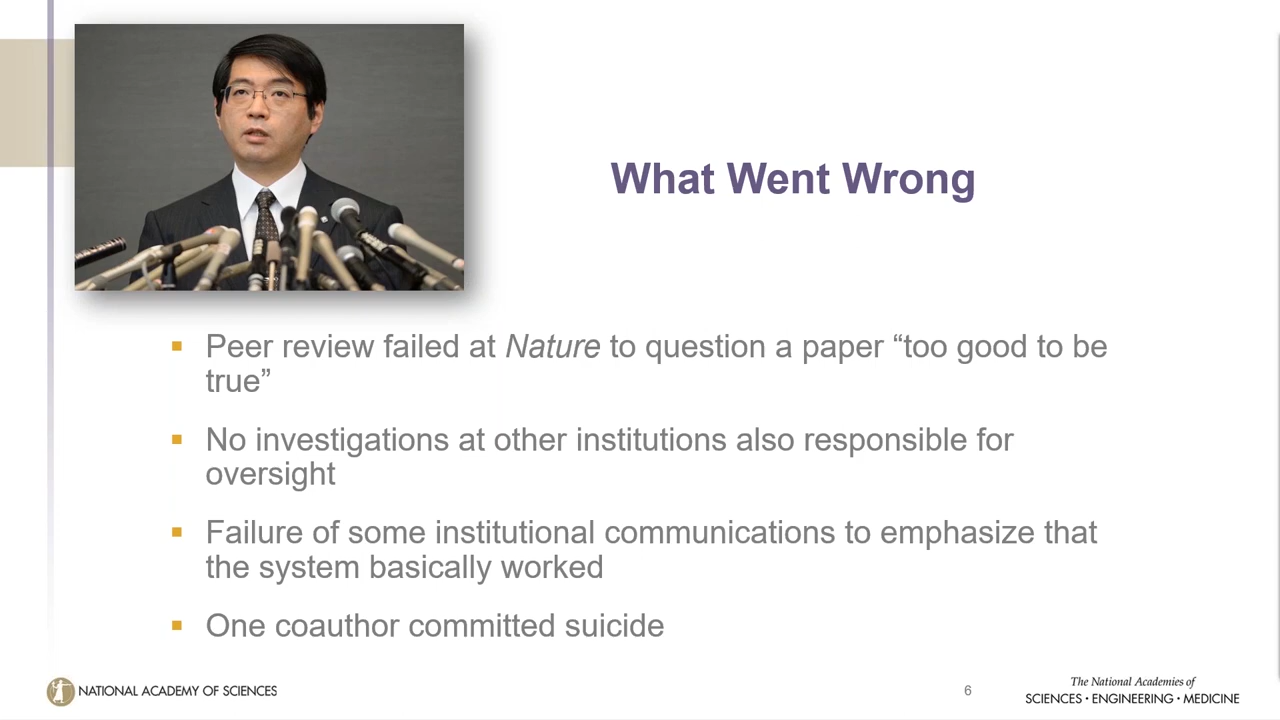 What Went Wrong
▪ Peer review failed at Nature to question a paper “too good to be
true”
▪ No investigations at other institutions also responsible for
oversight
▪ Failure of some institutional communications to emphasize that
the system basically worked
▪ One coauthor committed suicide
NATIONAL ACADEMY OF SCIENCES
6
The National Academies of
SCIENCES • ENGINEERING • MEDICINE